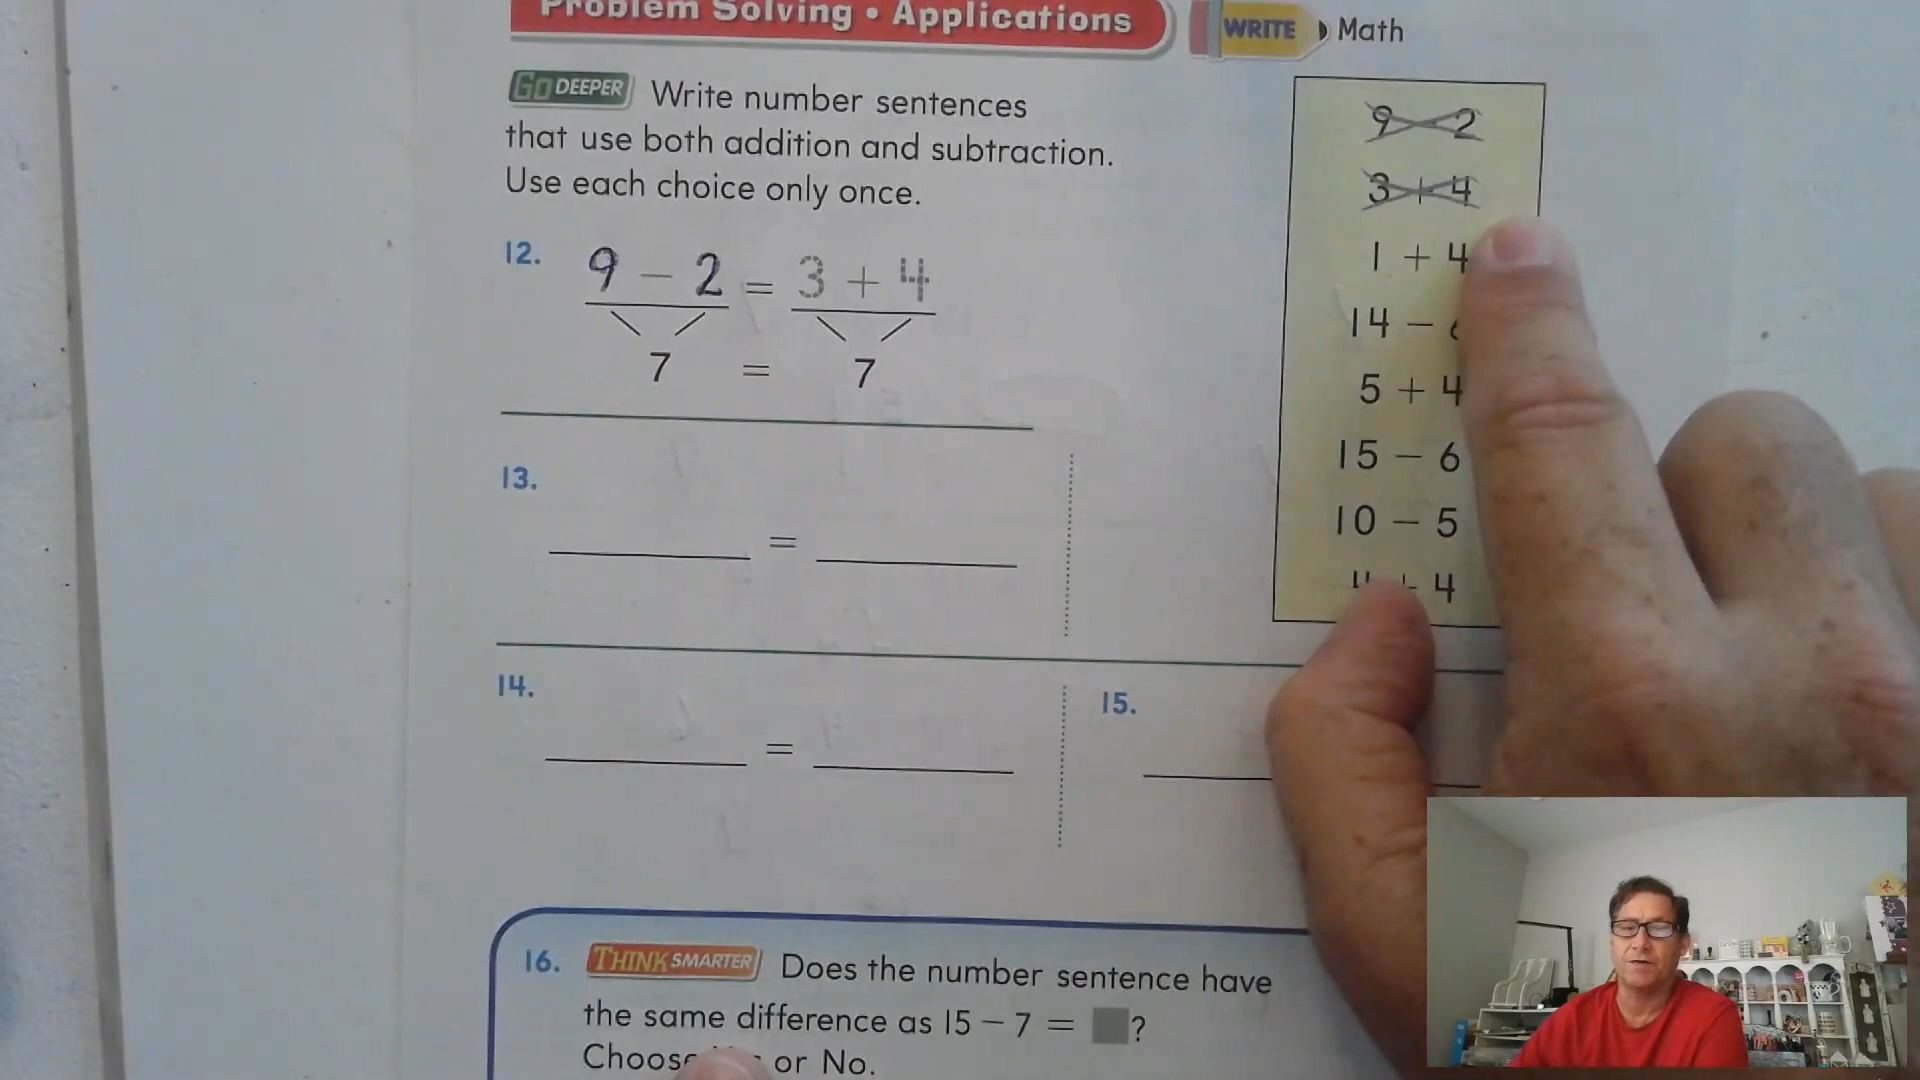 Problem Solving • Applications
WRITE Math
GO DEEPER Write number sentences
that use both addition and subtraction.
Use each choice only once.
9 - 2
3 + 4
1 + 4
14 -
5 + 4
15 - 6
10 - 5
4
12. 9 - 2 = 3 + 4
7 = 7
13. =
14. =
15.
16. THINK SMARTER Does the number sentence have
the same difference as 15 - 7 = ?
or No.